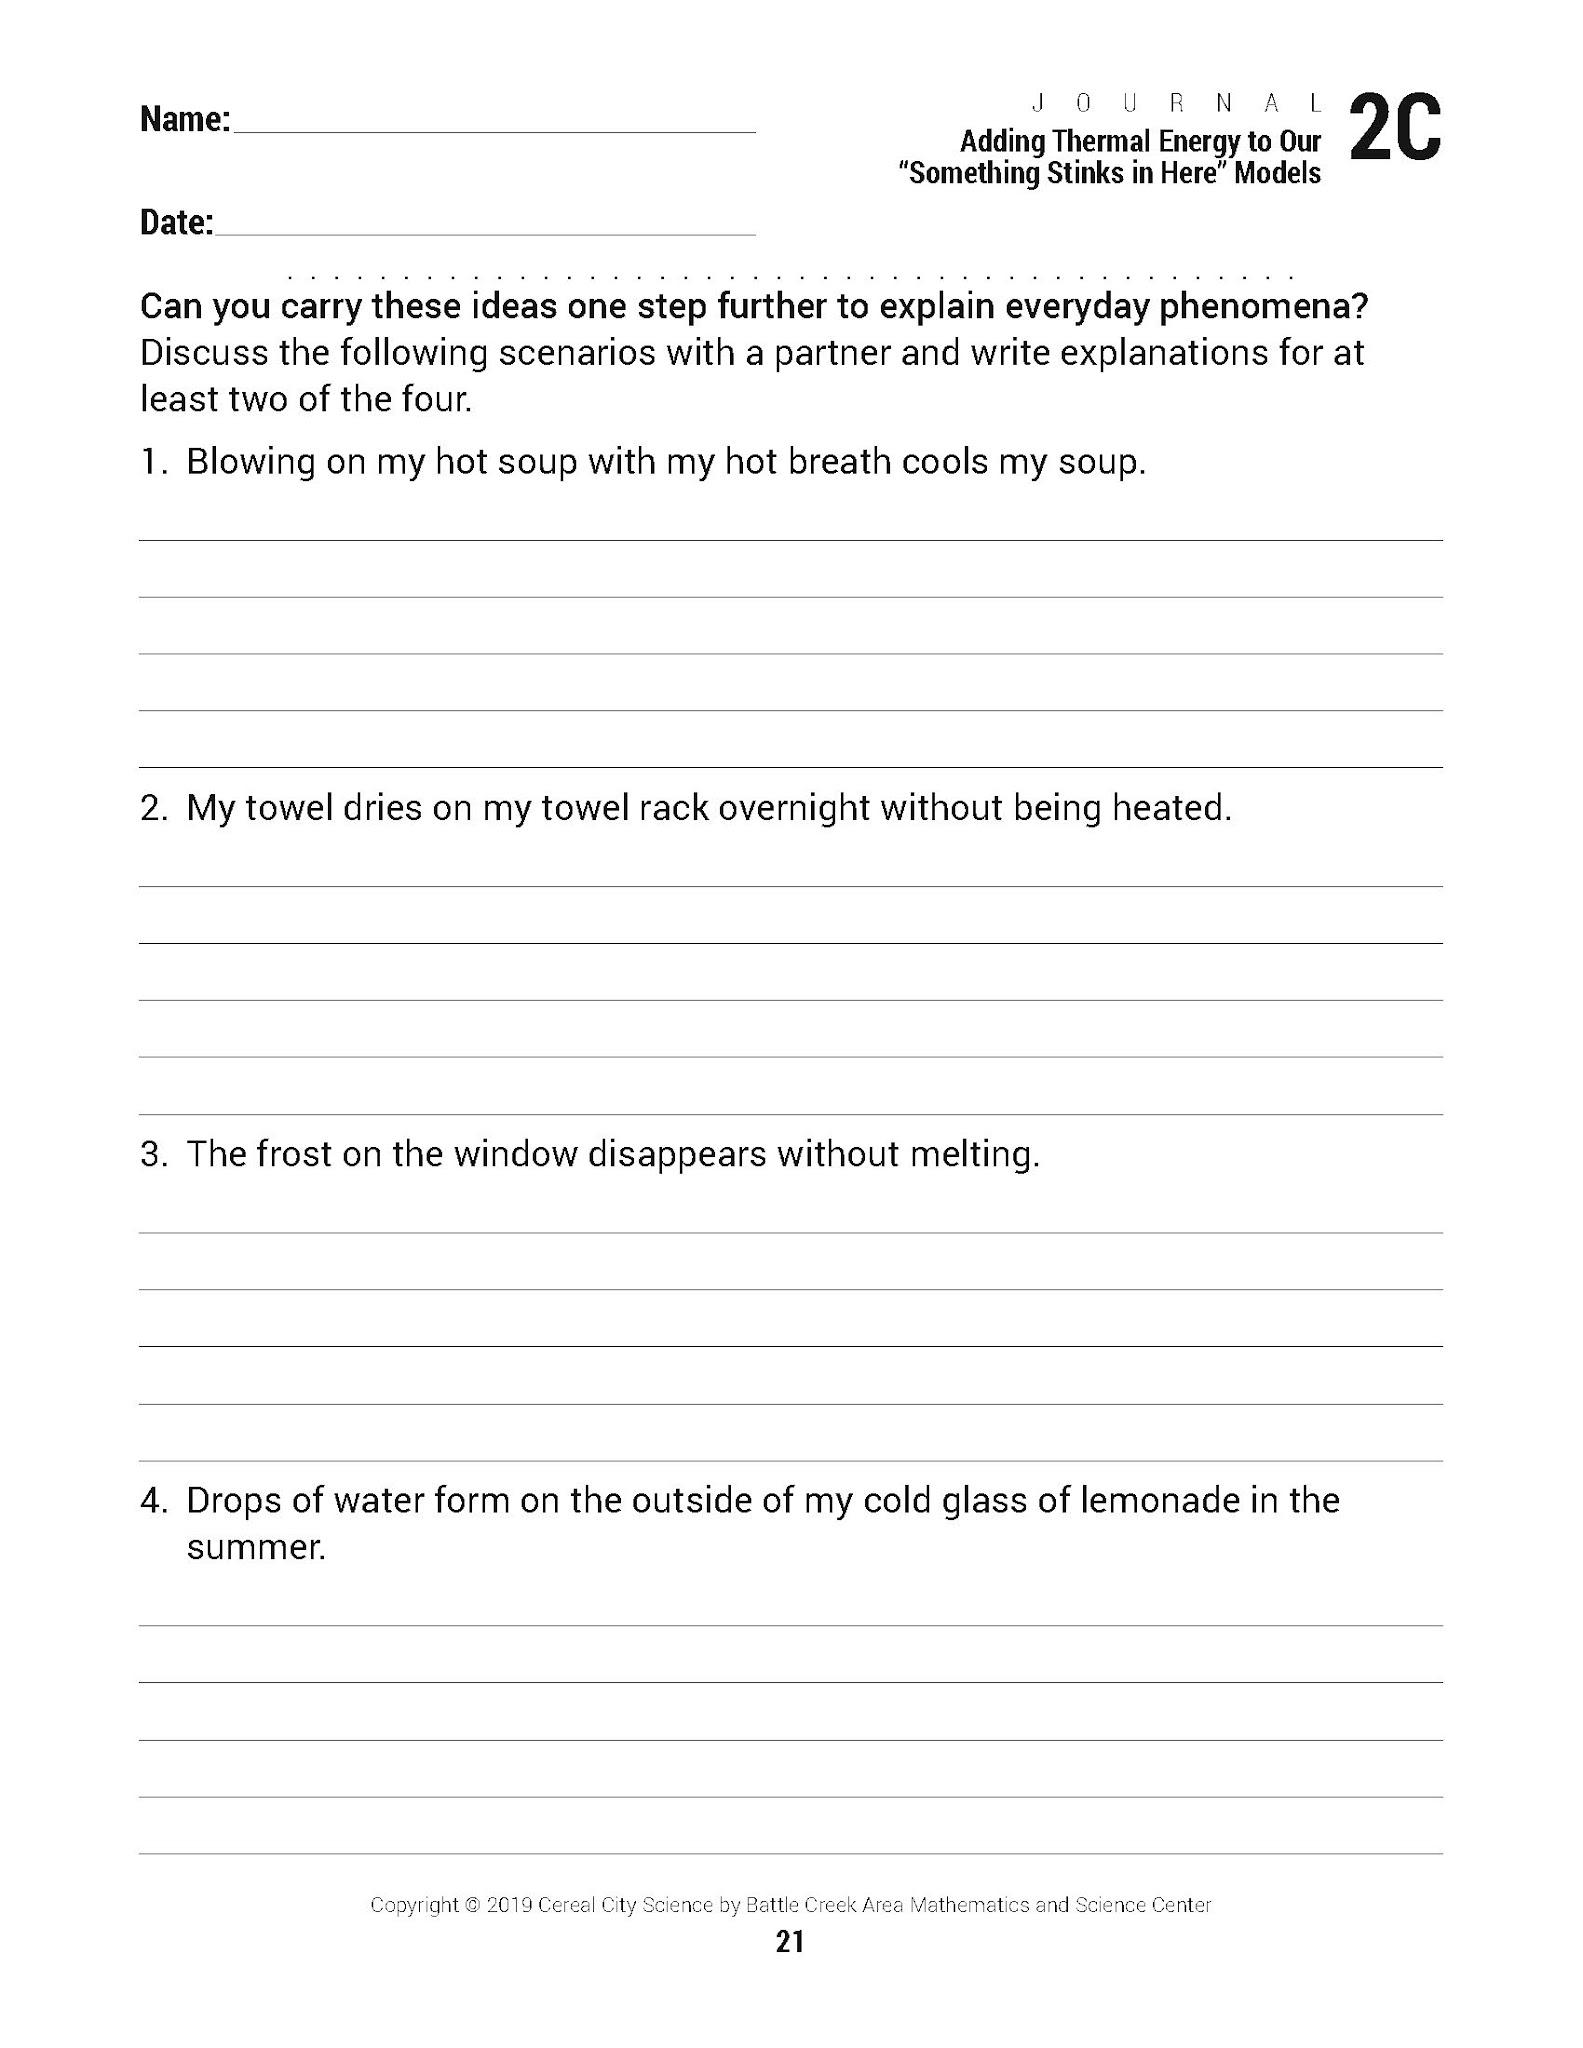 Name:
JOURNAL 2C
Adding Thermal Energy to Our
“Something Stinks in Here” Models
Date:
Can you carry these ideas one step further to explain everyday phenomena?
Discuss the following scenarios with a partner and write explanations for at
least two of the four.
1. Blowing on my hot soup with my hot breath cools my soup.
2. My towel dries on my towel rack overnight without being heated.
3. The frost on the window disappears without melting.
4. Drops of water form on the outside of my cold glass of lemonade in the
summer.
Copyright © 2019 Cereal City Science by Battle Creek Area Mathematics and Science Center
21